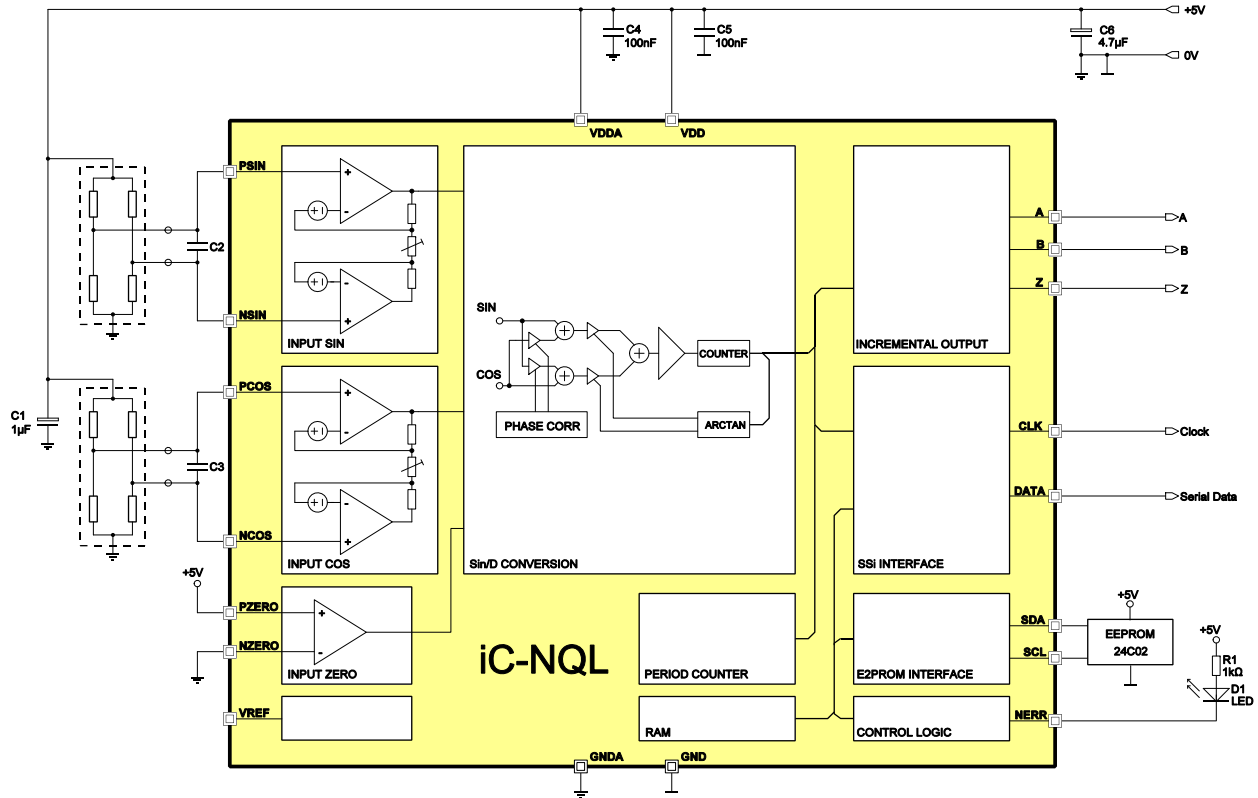 +5V
C4
100nF
C5
100nF
C6
4.7µF
0V
VDDA
VDD
PSIN
C2
NSIN
INPUT SIN
SIN
COS
COUNTER
PHASE CORR
ARCTAN
Sin/D CONVERSION
A
B
Z
A
B
Z
INCREMENTAL OUTPUT
C1
1µF
PCOS
C3
NCOS
INPUT COS
CLK
Clock
DATA
Serial Data
SSi INTERFACE
+5V
PZERO
NZERO
INPUT ZERO
iC-NQL
PERIOD COUNTER
E2PROM INTERFACE
SDA
SCL
+5V
EEPROM
24C02
+5V
R1
1kΩ
D1
LED
VREF
RAM
CONTROL LOGIC
NERR
GNDA
GND